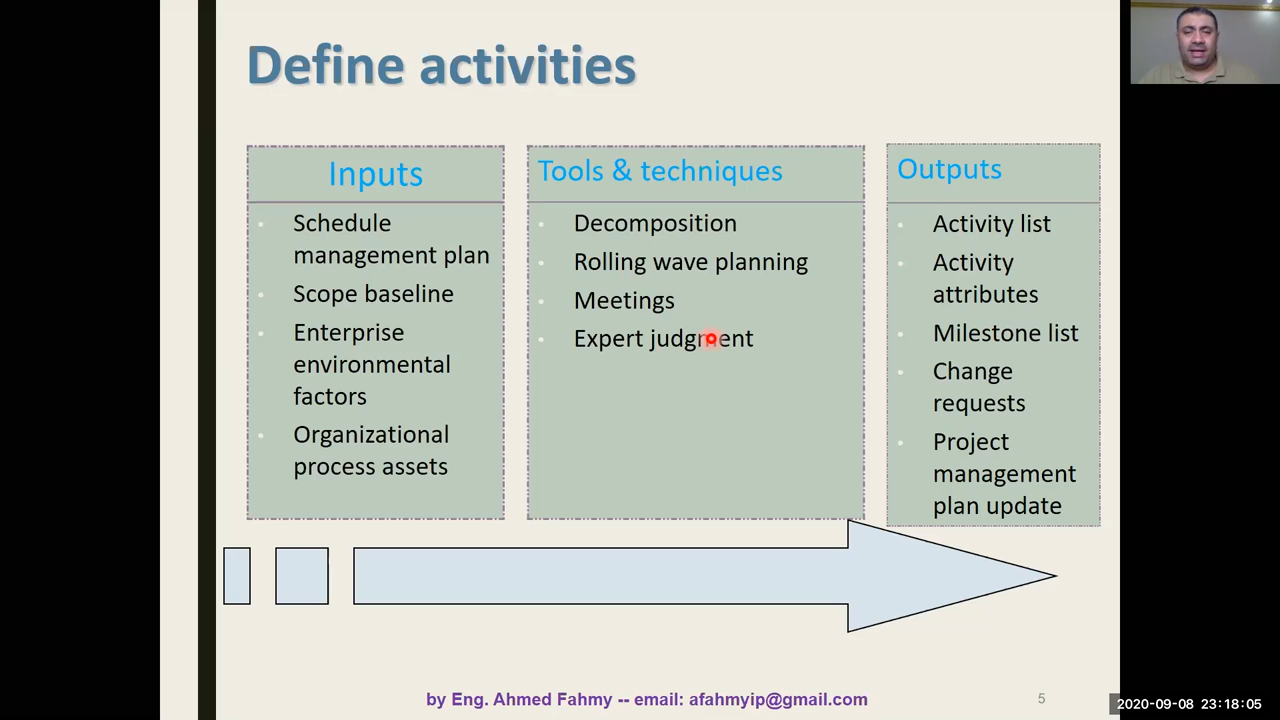 Define activities
Inputs
Schedule
management plan
Scope baseline
Enterprise
environmental
factors
Organizational
process assets
Tools & techniques
Decomposition
Rolling wave planning
Meetings
Expert judgment
Outputs
Activity list
Activity
attributes
Milestone list
Change
requests
Project
management
plan update
by Eng. Ahmed Fahmy -- email: afahmyip@gmail.com
5
2020-09-08 23:18:05